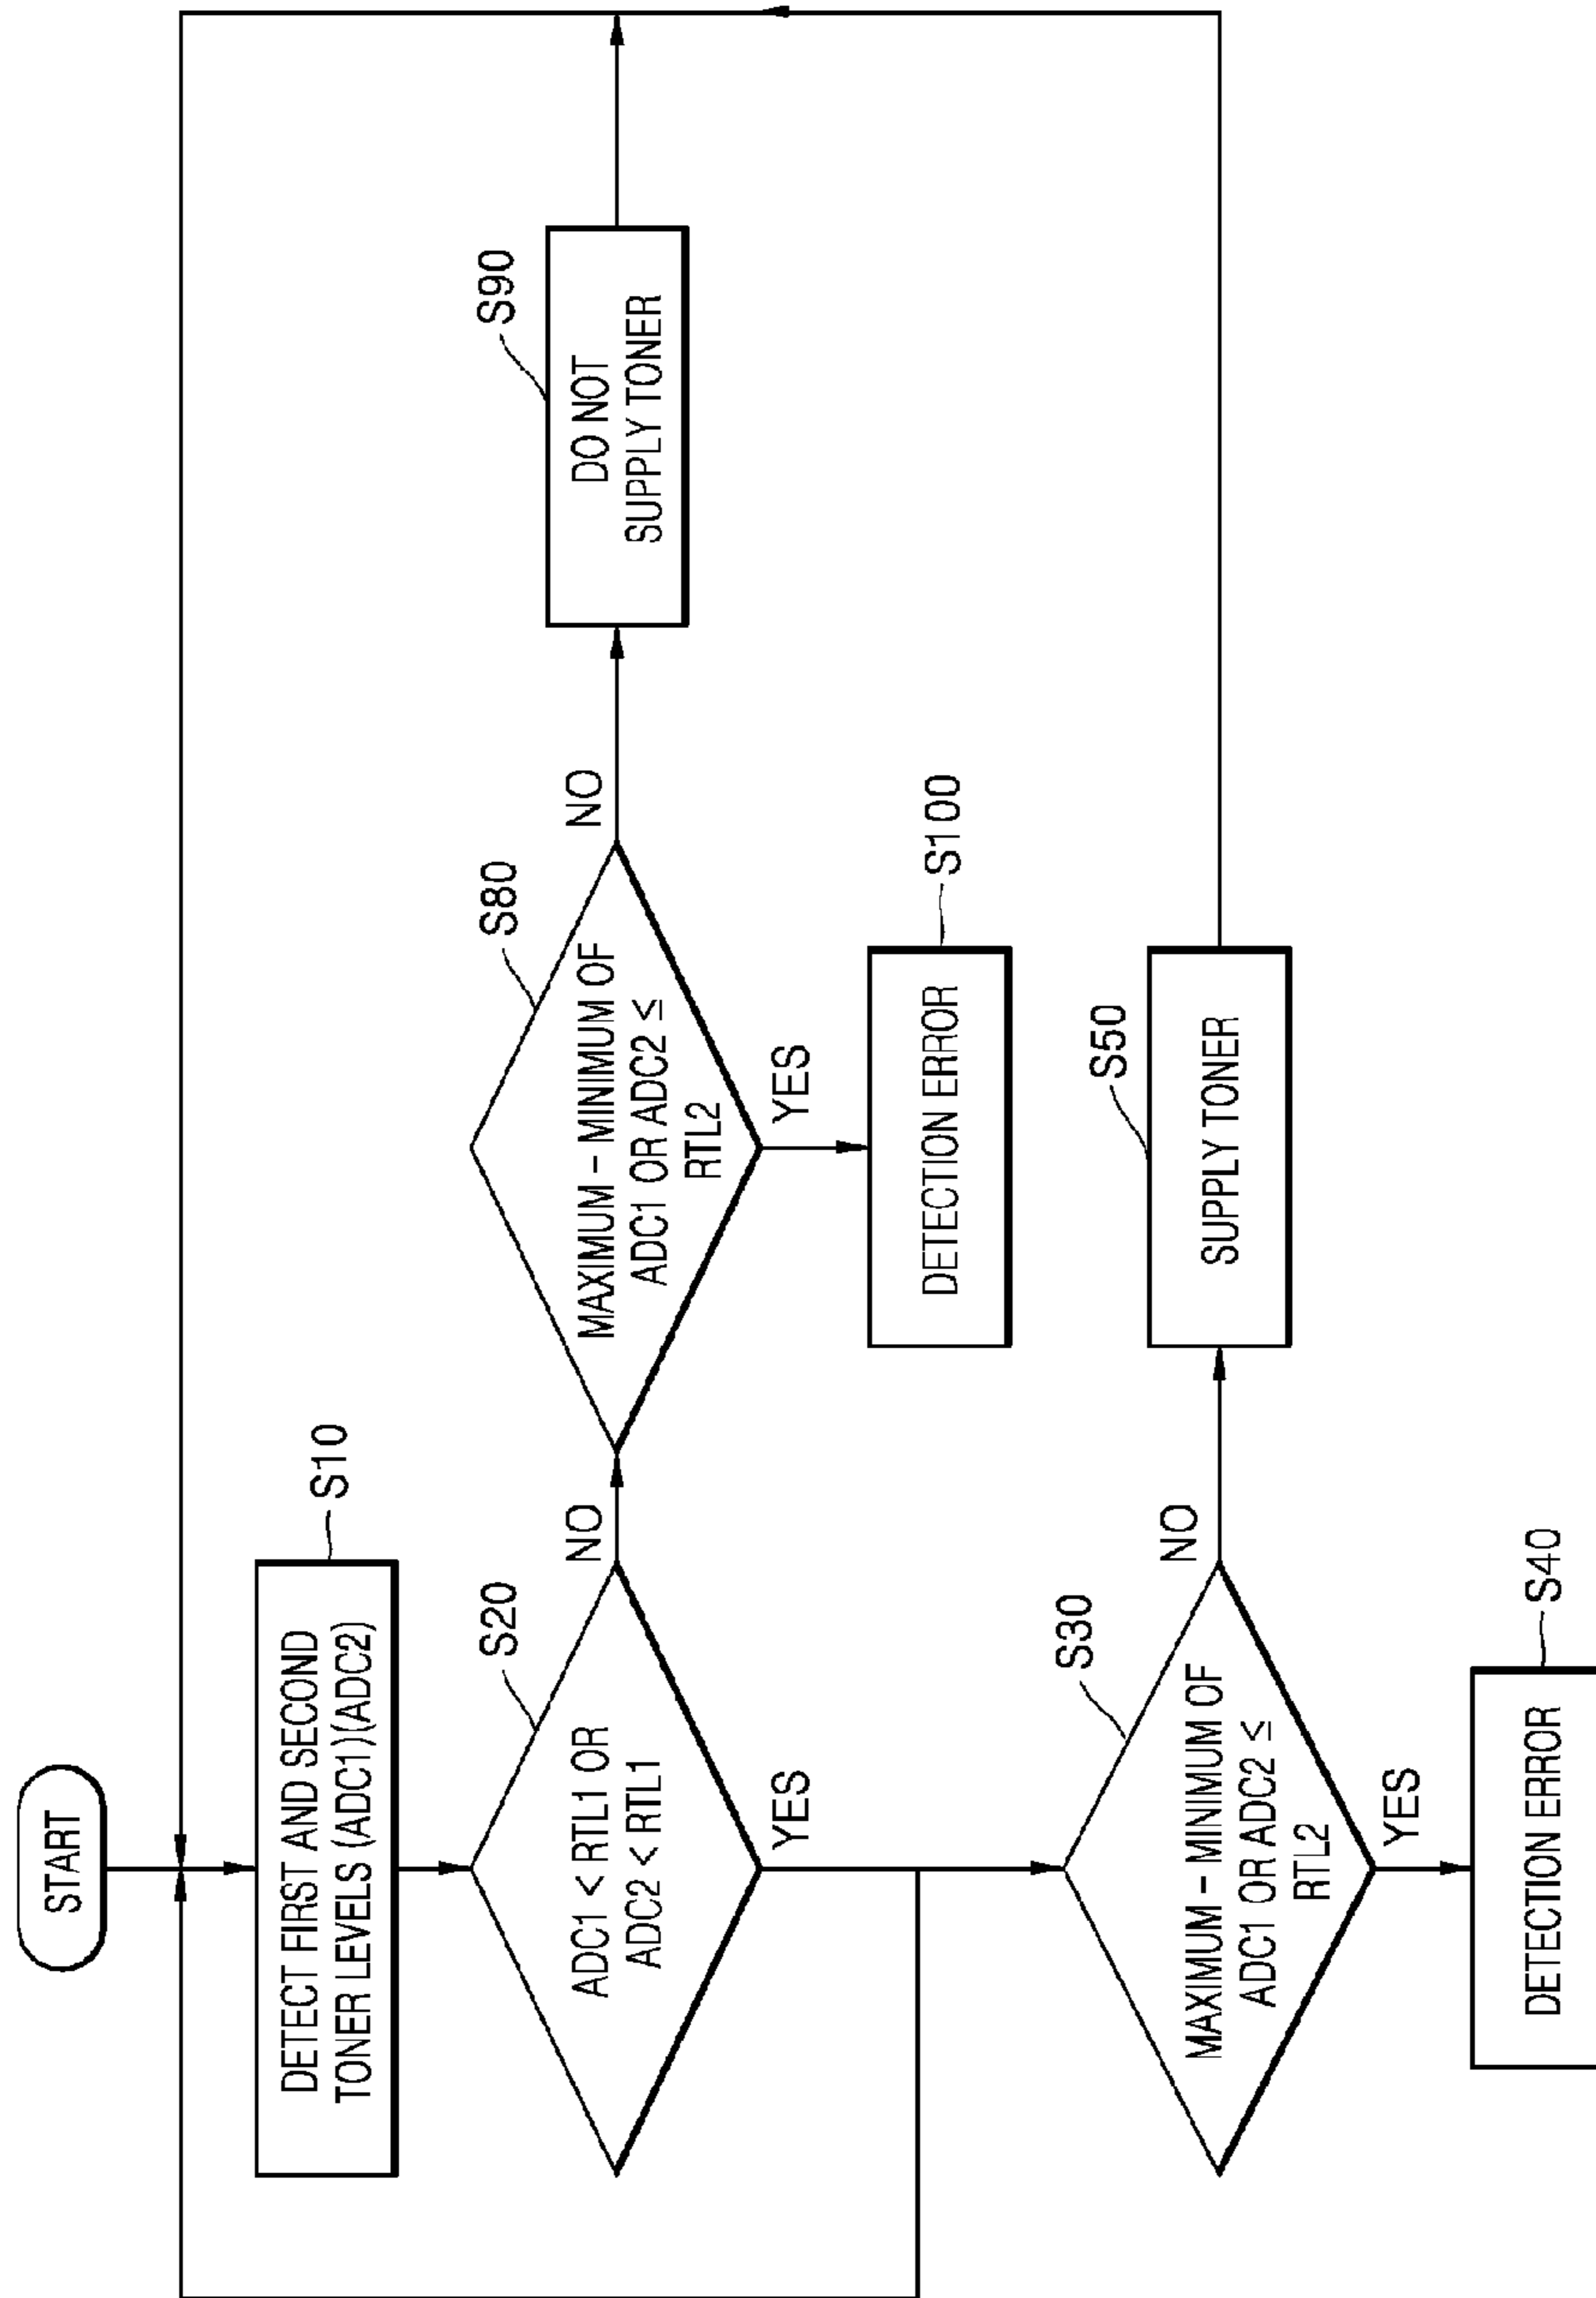 START
DETECT FIRST AND SECOND
TONER LEVELS (ADC1)(ADC2)
S10
ADC1 < RTL1 OR
ADC2 < RTL1
S20
NO
YES
MAXIMUM - MINIMUM OF
ADC1 OR ADC2 ≤
RTL2
S80
NO
YES
DO NOT
SUPPLY TONER
S90
DETECTION ERROR
S100
MAXIMUM - MINIMUM OF
ADC1 OR ADC2 ≤
RTL2
S30
NO
YES
SUPPLY TONER
S50
DETECTION ERROR
S40